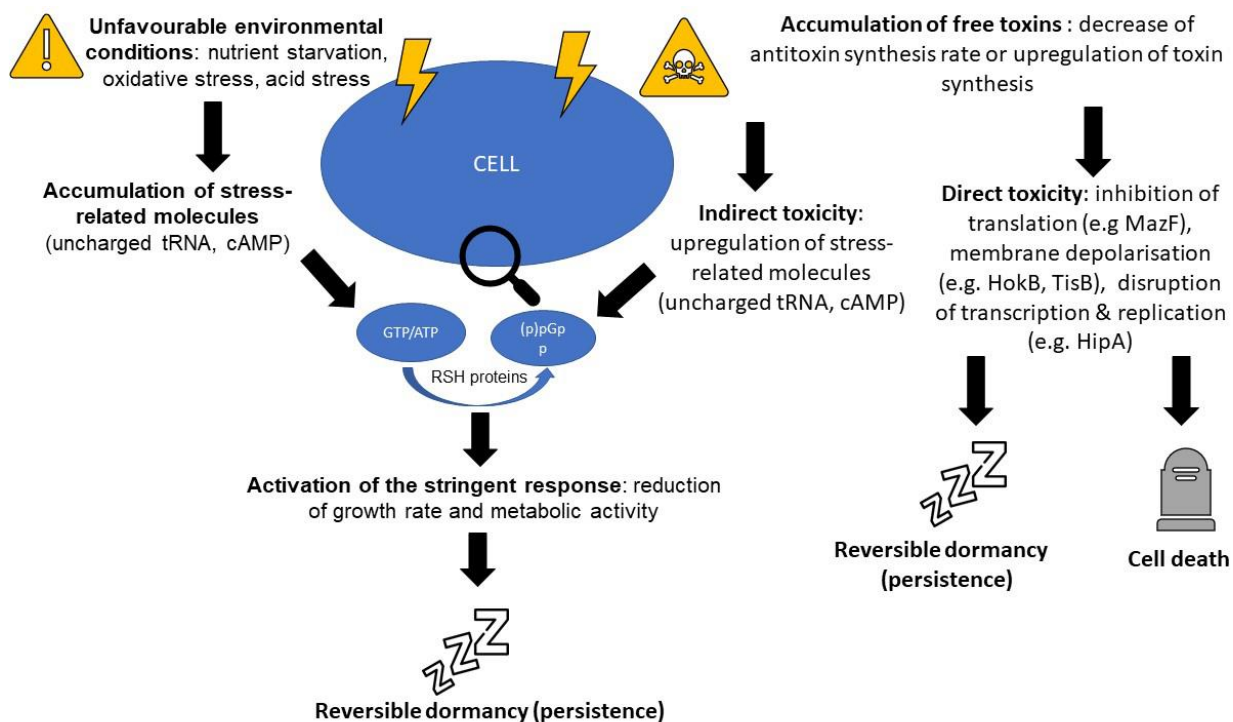 Unfavourable environmental
conditions: nutrient starvation,
oxidative stress, acid stress
Accumulation of stress-
related molecules
(uncharged tRNA, cAMP)
CELL
Accumulation of free toxins : decrease of
antitoxin synthesis rate or upregulation of toxin
synthesis
Indirect toxicity:
upregulation of stress-
related molecules
(uncharged tRNA, cAMP)
Direct toxicity: inhibition of
translation (e.g MazF),
membrane depolarisation
(e.g. HokB, TisB), disruption
of transcription & replication
(e.g. HipA)
GTP/ATP
(p)pGp
p
RSH proteins
Activation of the stringent response: reduction
of growth rate and metabolic activity
ZZZ
Reversible dormancy (persistence)
ZZZ
Reversible dormancy
(persistence)
Cell death